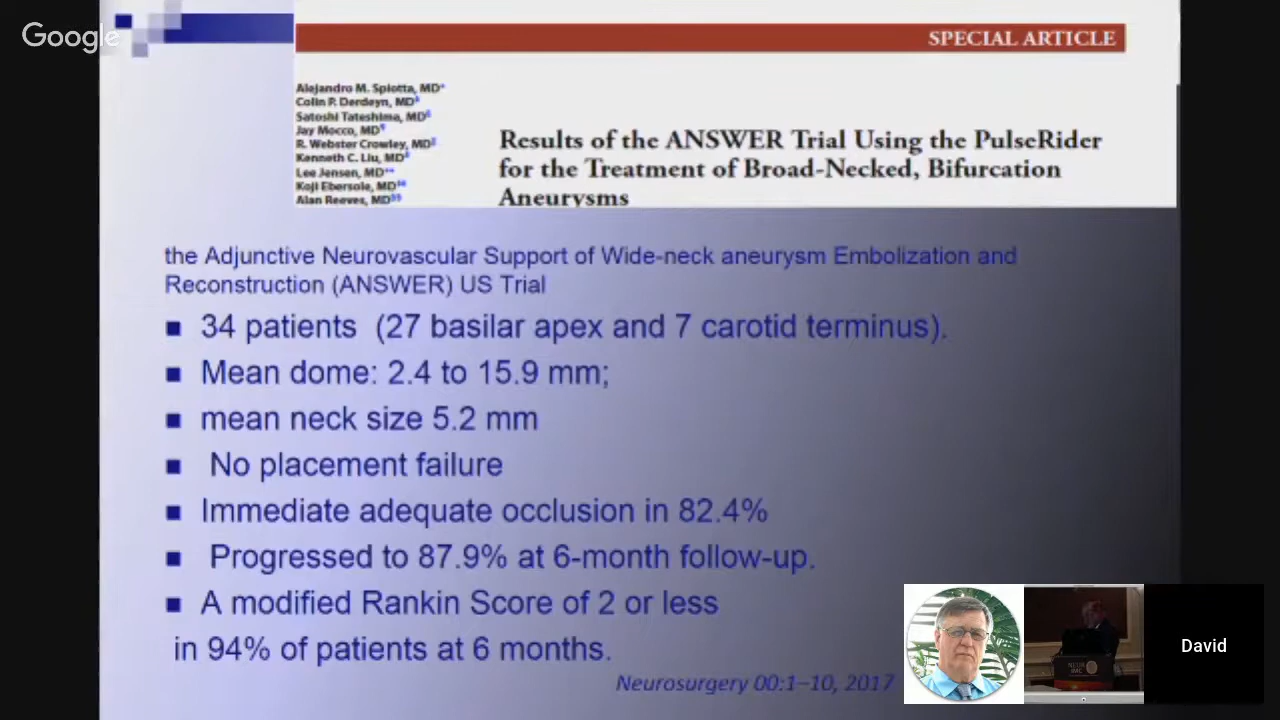 Google
SPECIAL ARTICLE
Alejandro M. Spiotta, MD*
Colin P. Derdeyn, MD
Satoshi Tateshima, MD
Jay Mocco, MD
R. Webster Crowley, MD
Kenneth C. Liu, MD
Lee Jensen, MD**
Koji Ebersole, MD
Alan Reeves, MD
Results of the ANSWER Trial Using the PulseRider
for the Treatment of Broad-Necked, Bifurcation
Aneurysms
the Adjunctive Neurovascular Support of Wide-neck aneurysm Embolization and
Reconstruction (ANSWER) US Trial
■ 34 patients (27 basilar apex and 7 carotid terminus).
■ Mean dome: 2.4 to 15.9 mm;
■ mean neck size 5.2 mm
■ No placement failure
■ Immediate adequate occlusion in 82.4%
■ Progressed to 87.9% at 6-month follow-up.
■ A modified Rankin Score of 2 or less
in 94% of patients at 6 months.
Neurosurgery 00:1–10, 2017
David